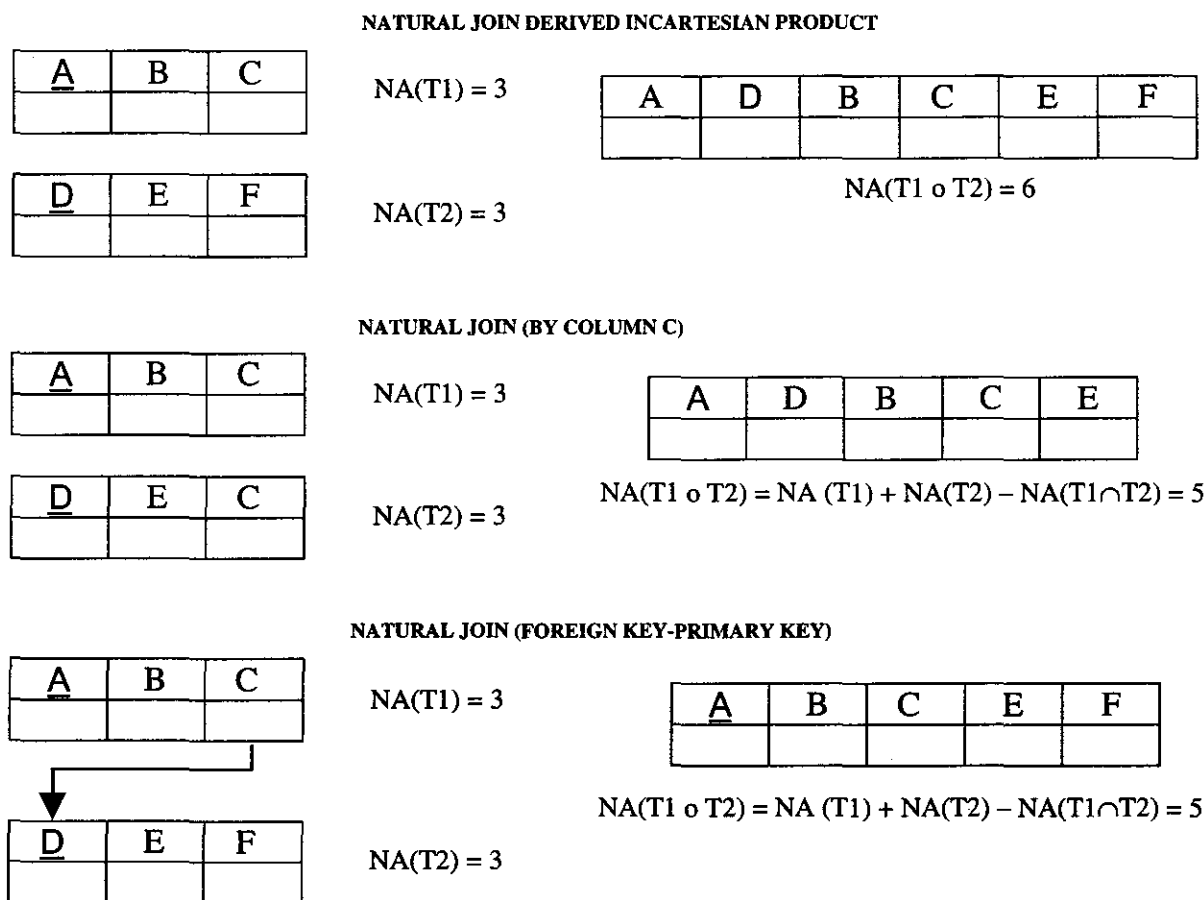 NATURAL JOIN DERIVED INCARTESIAN PRODUCT
A B C
NA(T1) = 3
A D B C E F
NA(T1 o T2) = 6
D E F
NA(T2) = 3
NATURAL JOIN (BY COLUMN C)
A B C
NA(T1) = 3
A D B C E
NA(T1 o T2) = NA (T1) + NA(T2) – NA(T1∩T2) = 5
D E C
NA(T2) = 3
NATURAL JOIN (FOREIGN KEY-PRIMARY KEY)
A B C
NA(T1) = 3
A B C E F
NA(T1 o T2) = NA (T1) + NA(T2) – NA(T1∩T2) = 5
D E F
NA(T2) = 3